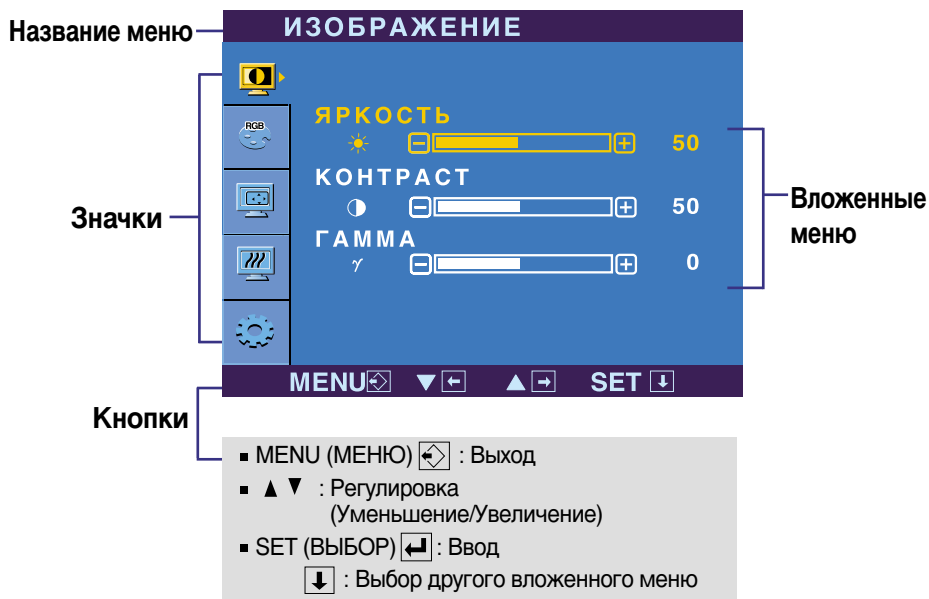 Название меню
ИЗОБРАЖЕНИЕ
RGB
ЯРКОСТЬ
50
КОНТРАСТ
50
ГАММА
γ
0
Значки
Вложенные
меню
MENU ▼ ▲ SET
Кнопки
▪ MENU (МЕНЮ) : Выход
▪ ▲ ▼ : Регулировка
(Уменьшение/Увеличение)
▪ SET (ВЫБОР) : Ввод
: Выбор другого вложенного меню